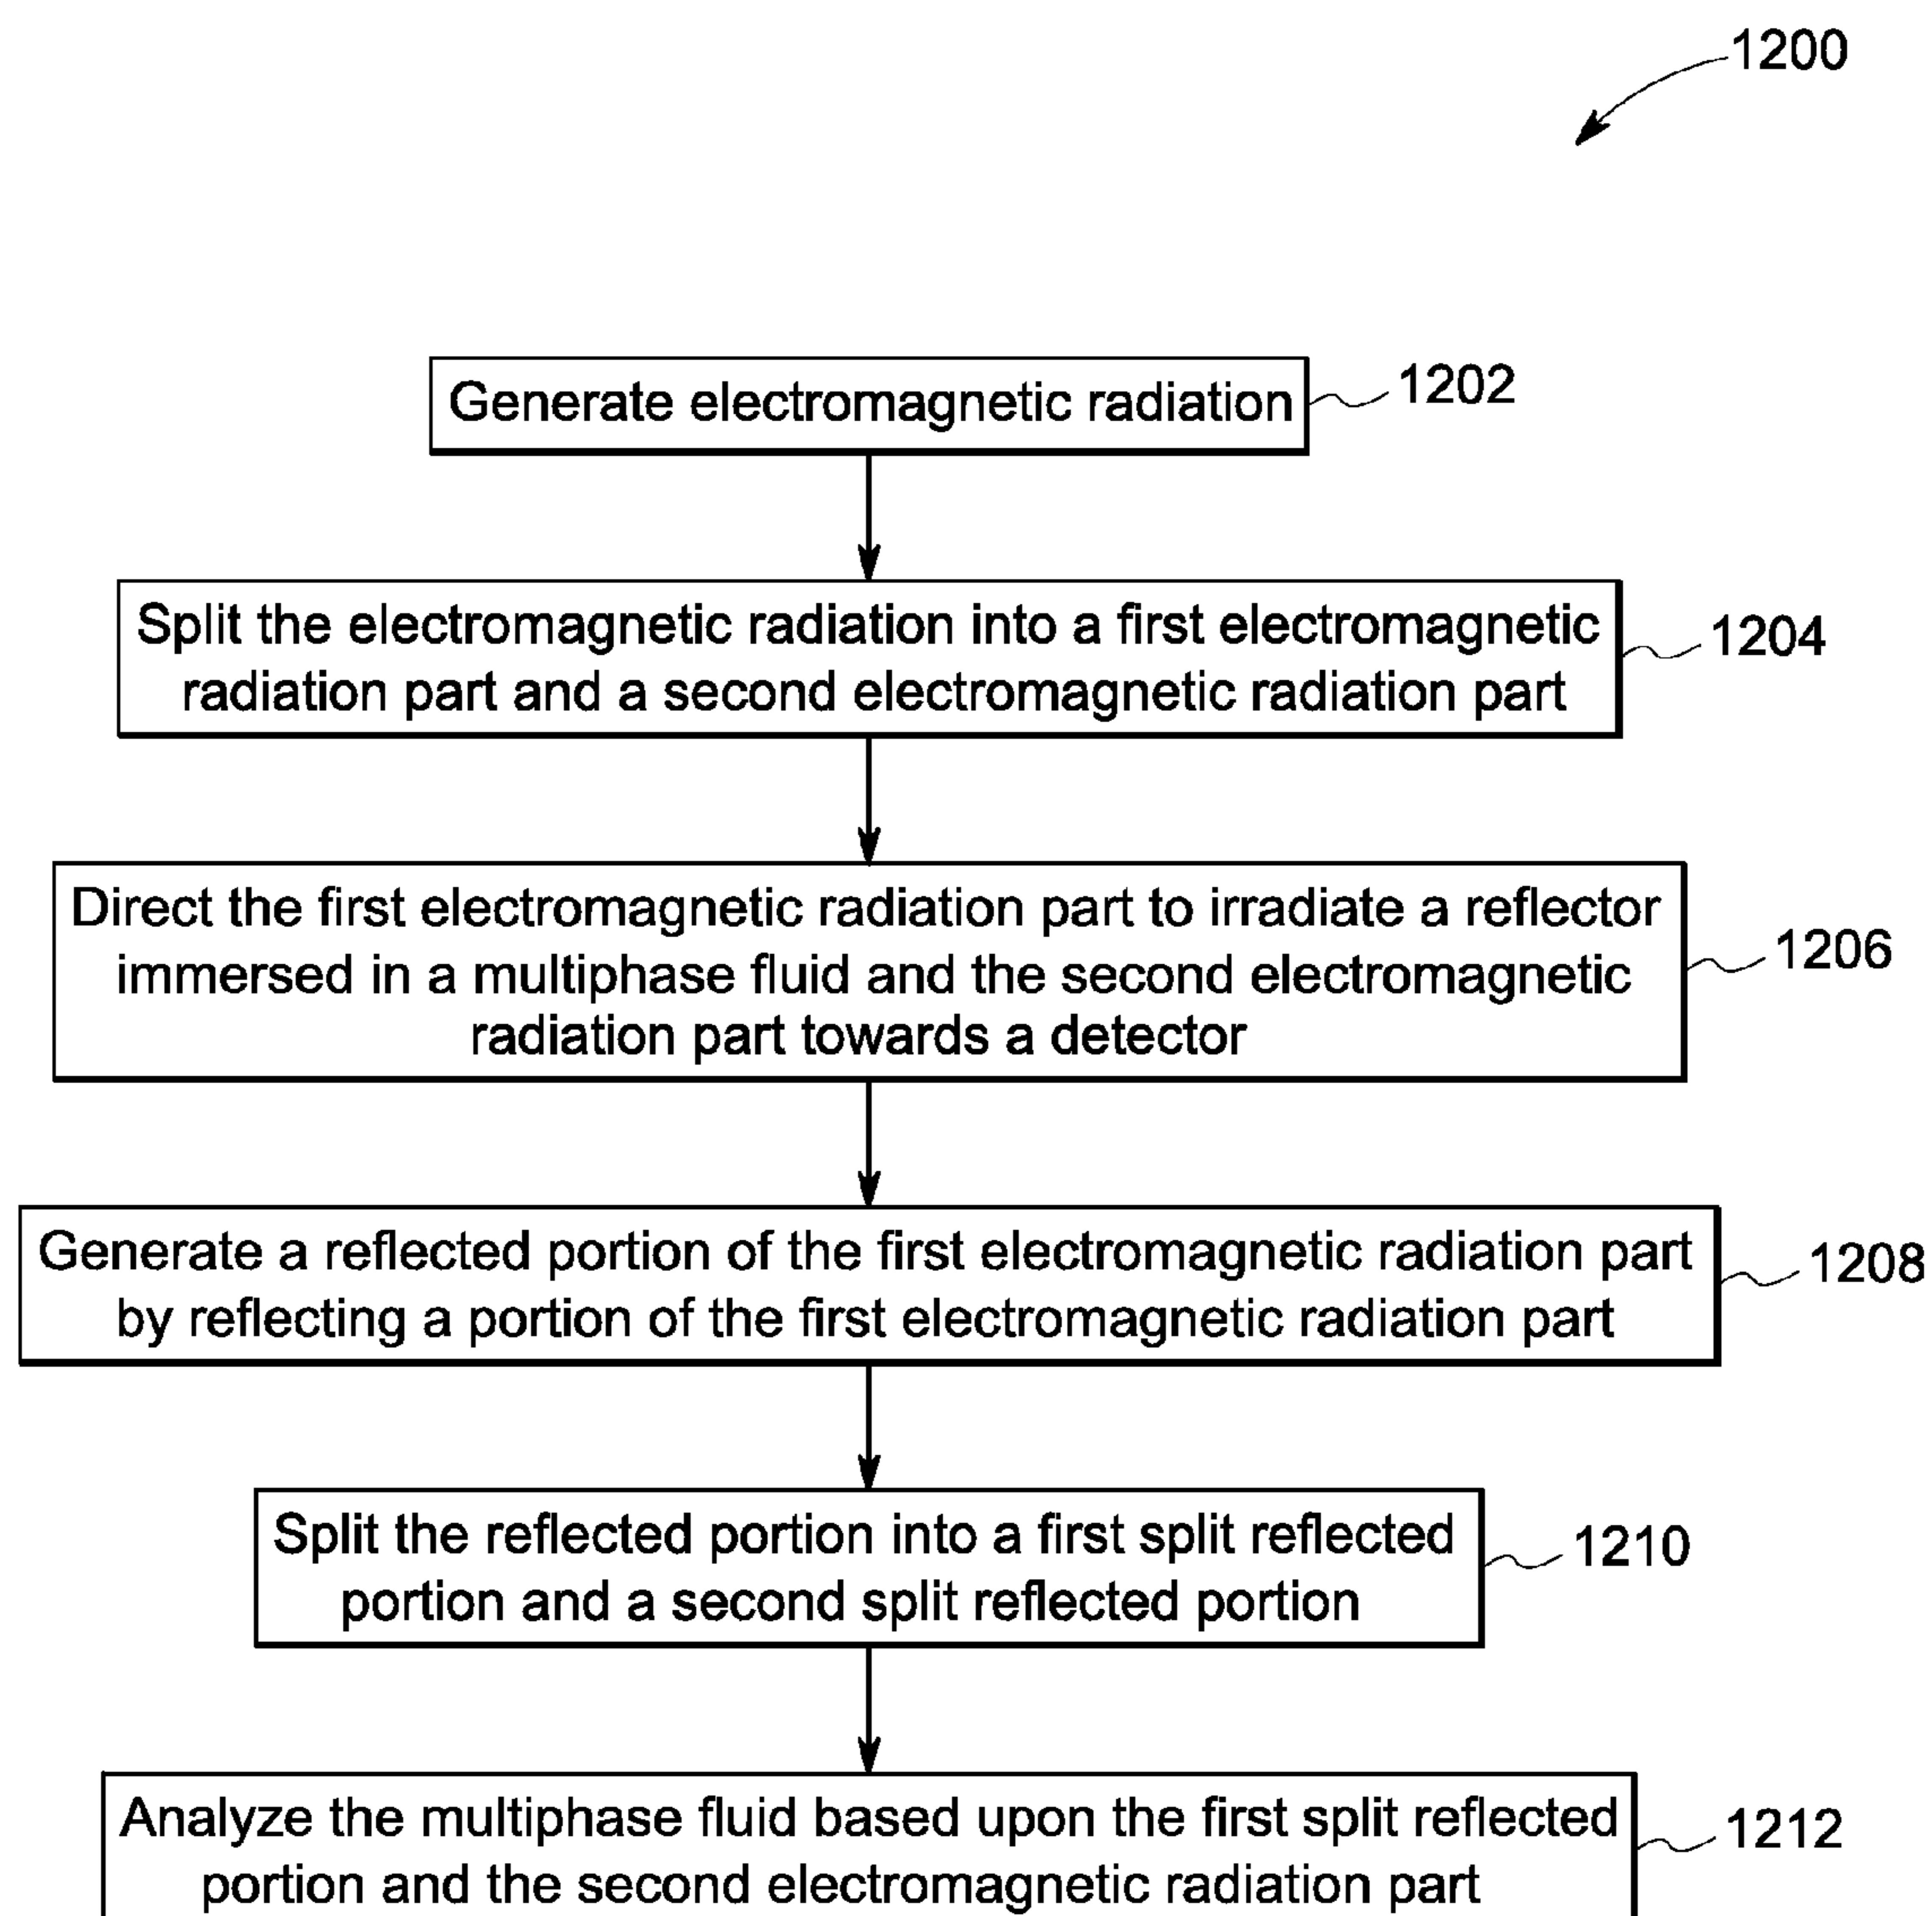 1200
Generate electromagnetic radiation
1202
Split the electromagnetic radiation into a first electromagnetic
radiation part and a second electromagnetic radiation part
1204
Direct the first electromagnetic radiation part to irradiate a reflector
immersed in a multiphase fluid and the second electromagnetic
radiation part towards a detector
1206
Generate a reflected portion of the first electromagnetic radiation part
by reflecting a portion of the first electromagnetic radiation part
1208
Split the reflected portion into a first split reflected
portion and a second split reflected portion
1210
Analyze the multiphase fluid based upon the first split reflected
portion and the second electromagnetic radiation part
1212